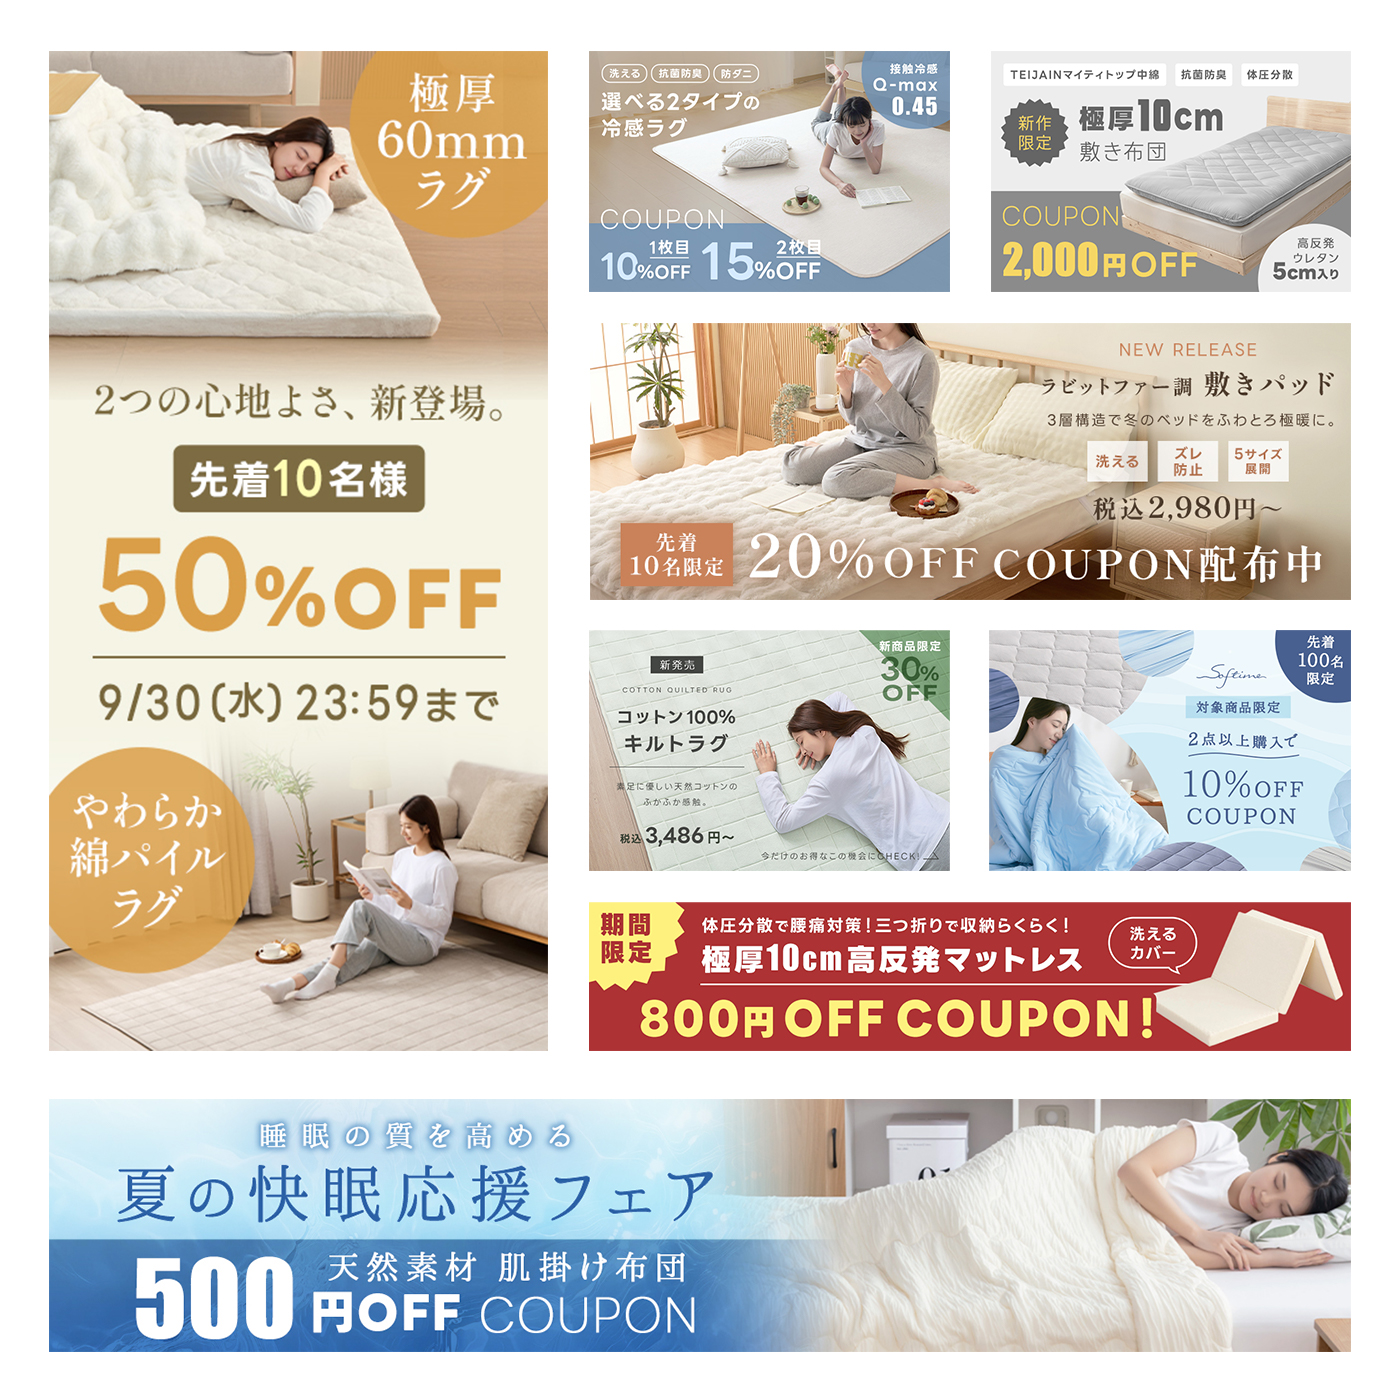 極厚
60mm
ラグ
2つの心地よさ、新登場。
先着10名様
50%OFF
9/30(水) 23:59まで
やわらか
綿パイル
ラグ
洗える 抗菌防臭 防ダニ
選べる2タイプの
冷感ラグ
接触冷感
Q-max
0.45
COUPON
1枚目 2枚目
10%OFF 15%OFF
TEIJAINマイティトップ中綿 抗菌防臭 体圧分散
新作
限定
極厚10cm
敷き布団
COUPON
2,000円OFF
高反発
ウレタン
5cm入り
NEW RELEASE
ラビットファー調 敷きパッド
3層構造で冬のベッドをふわとろ極暖に。
洗える
ズレ
防止
5サイズ
展開
税込2,980円〜
先着
10名限定
20%OFF COUPON配布中
新発売
COTTON QUILTED RUG
コットン100%
キルトラグ
素足に優しい天然コットンの
ふかふか感触。
税込 3,486円〜
新商品限定
30%
OFF
今だけのお得なこの機会にCHECK!
Softime
先着
100名
限定
対象商品限定
2点以上購入で
10%OFF
COUPON
期間
限定
体圧分散で腰痛対策!三つ折りで収納らくらく!
極厚10cm高反発マットレス
洗える
カバー
800円OFF COUPON!
睡眠の質を高める
夏の快眠応援フェア
天然素材 肌掛け布団
500円OFF COUPON